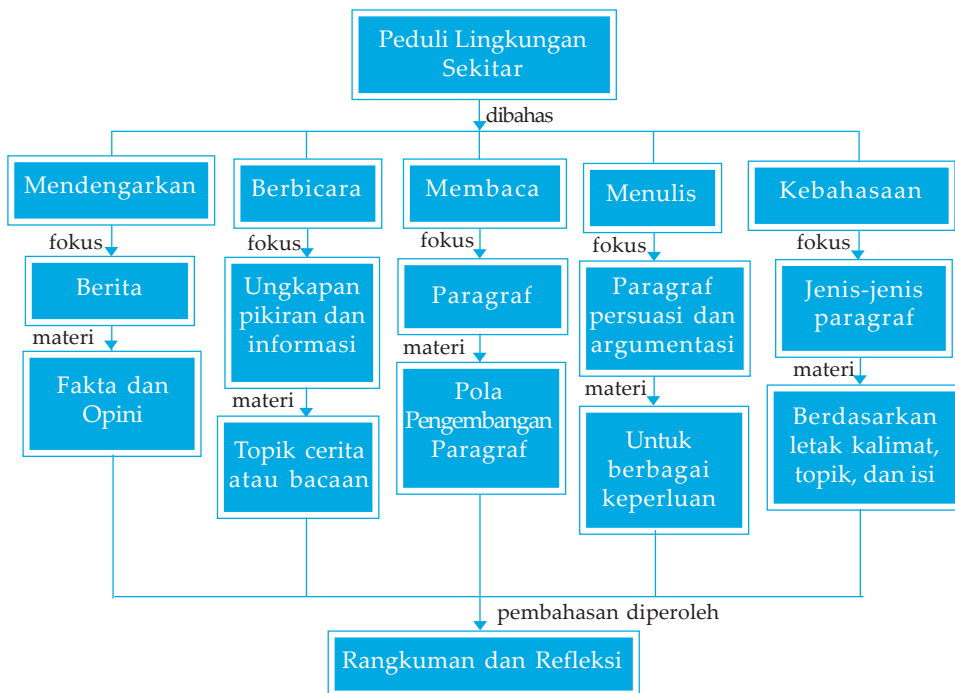 Peduli Lingkungan
Sekitar
dibahas
Mendengarkan
Berbicara
Membaca
Menulis
Kebahasaan
fokus
fokus
fokus
fokus
fokus
Berita
Ungkapan
pikiran dan
informasi
Paragraf
Paragraf
persuasi dan
argumentasi
Jenis-jenis
paragraf
materi
materi
materi
materi
materi
Fakta dan
Opini
Topik cerita
atau bacaan
Pola
Pengembangan
Paragraf
Untuk
berbagai
keperluan
Berdasarkan
letak kalimat,
topik, dan isi
pembahasan diperoleh
Rangkuman dan Refleksi